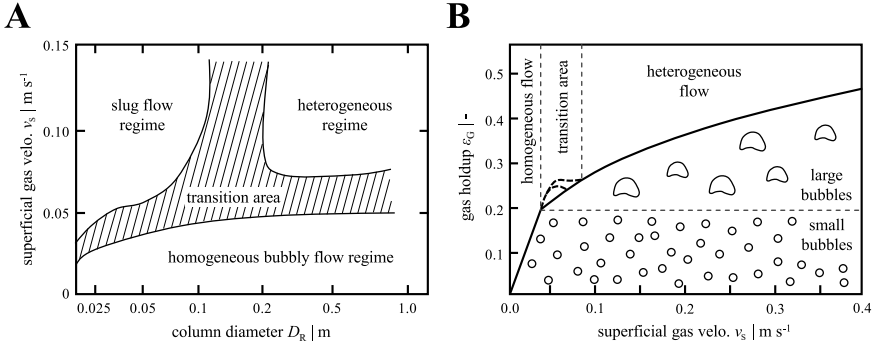 A
superficial gas velo. vs | m s-1
0.15
0.10
0.05
0
slug flow
regime
heterogeneous
regime
transition area
homogeneous bubbly flow regime
0.025
0.05
0.1
0.2
0.5
1.0
column diameter DR | m
B
gas holdup εG | -
0.5
0.4
0.3
0.2
0.1
homogeneous flow
transition area
heterogeneous
flow
large
bubbles
small
bubbles
0.0
0.1
0.2
0.3
0.4
superficial gas velo. vs | m s-1